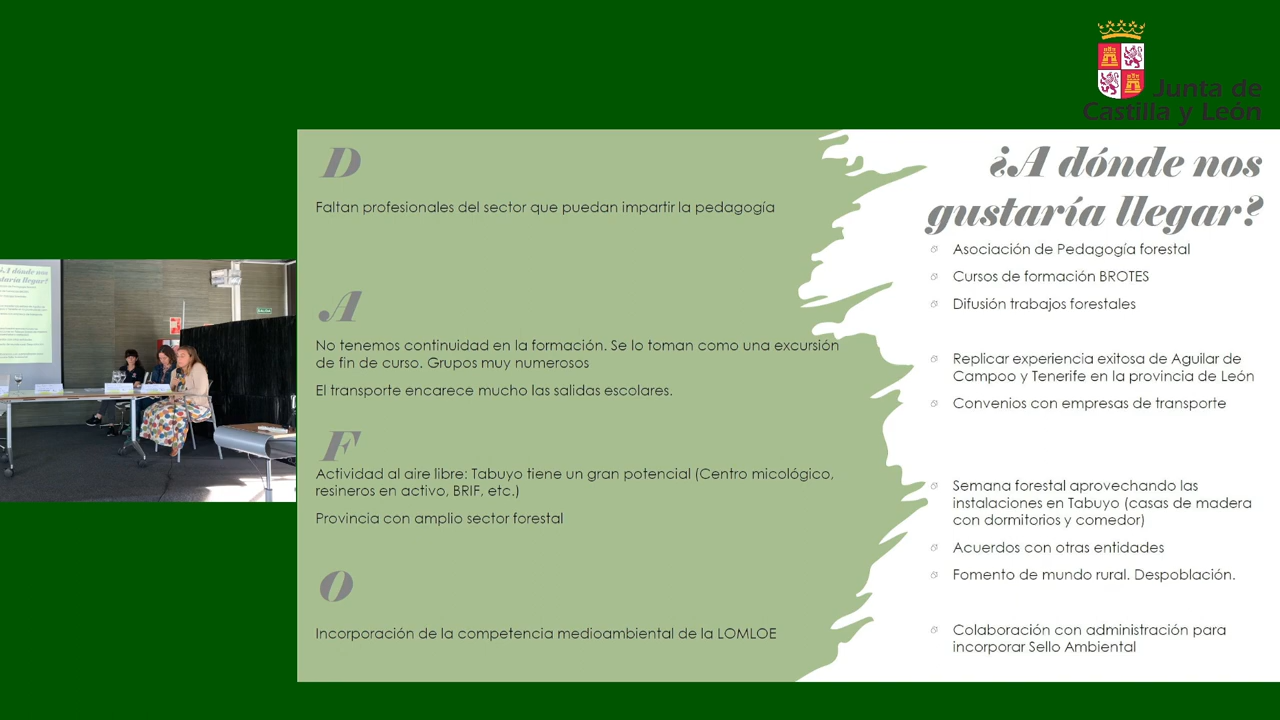 Junta de
Castilla y León
D
Faltan profesionales del sector que puedan impartir la pedagogía
A
No tenemos continuidad en la formación. Se lo toman como una excursión
de fin de curso. Grupos muy numerosos
El transporte encarece mucho las salidas escolares.
F
Actividad al aire libre: Tabuyo tiene un gran potencial (Centro micológico,
resineros en activo, BRIF, etc.)
Provincia con amplio sector forestal
O
Incorporación de la competencia medioambiental de la LOMLOE
¿A dónde nos
gustaría llegar?
Asociación de Pedagogía forestal
Cursos de formación BROTES
Difusión trabajos forestales
Replicar experiencia exitosa de Aguilar de
Campoo y Tenerife en la provincia de León
Convenios con empresas de transporte
Semana forestal aprovechando las
instalaciones en Tabuyo (casas de madera
con dormitorios y comedor)
Acuerdos con otras entidades
Fomento de mundo rural. Despoblación.
Colaboración con administración para
incorporar Sello Ambiental